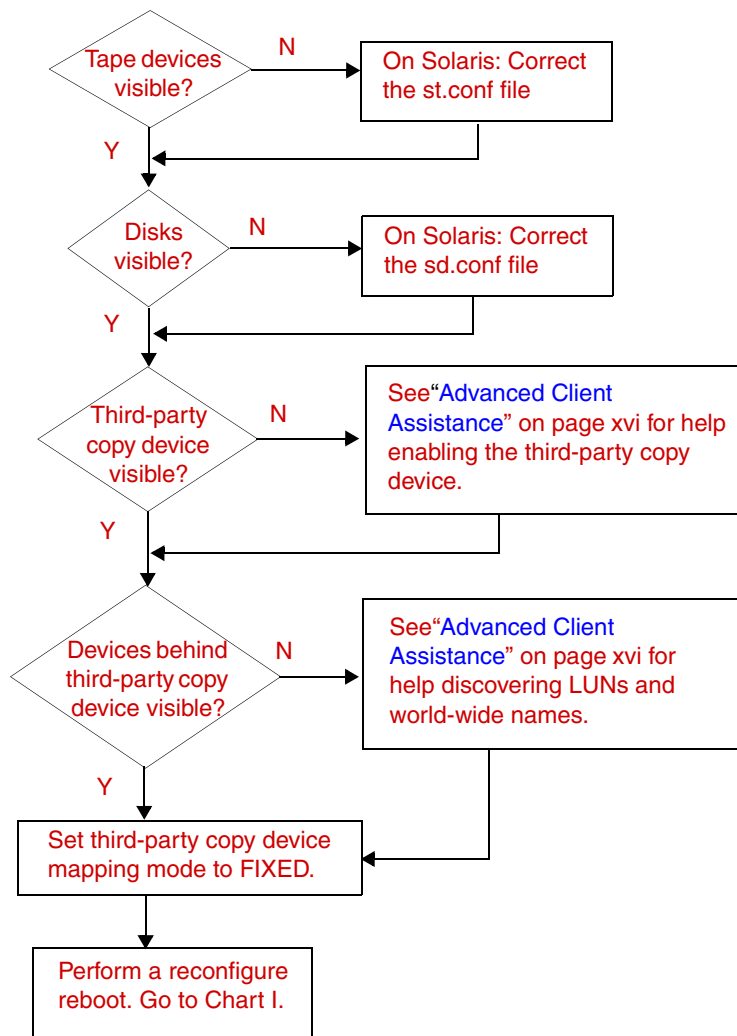 Tape devices
visible?
N
On Solaris: Correct
the st.conf file
Y
Disks
visible?
N
On Solaris: Correct
the sd.conf file
Y
Third-party
copy device
visible?
N
See“Advanced Client
Assistance” on page xvi for help
enabling the third-party copy
device.
Y
Devices behind
third-party copy
device visible?
N
See“Advanced Client
Assistance” on page xvi for
help discovering LUNs and
world-wide names.
Y
Set third-party copy device
mapping mode to FIXED.
Perform a reconfigure
reboot. Go to Chart I.